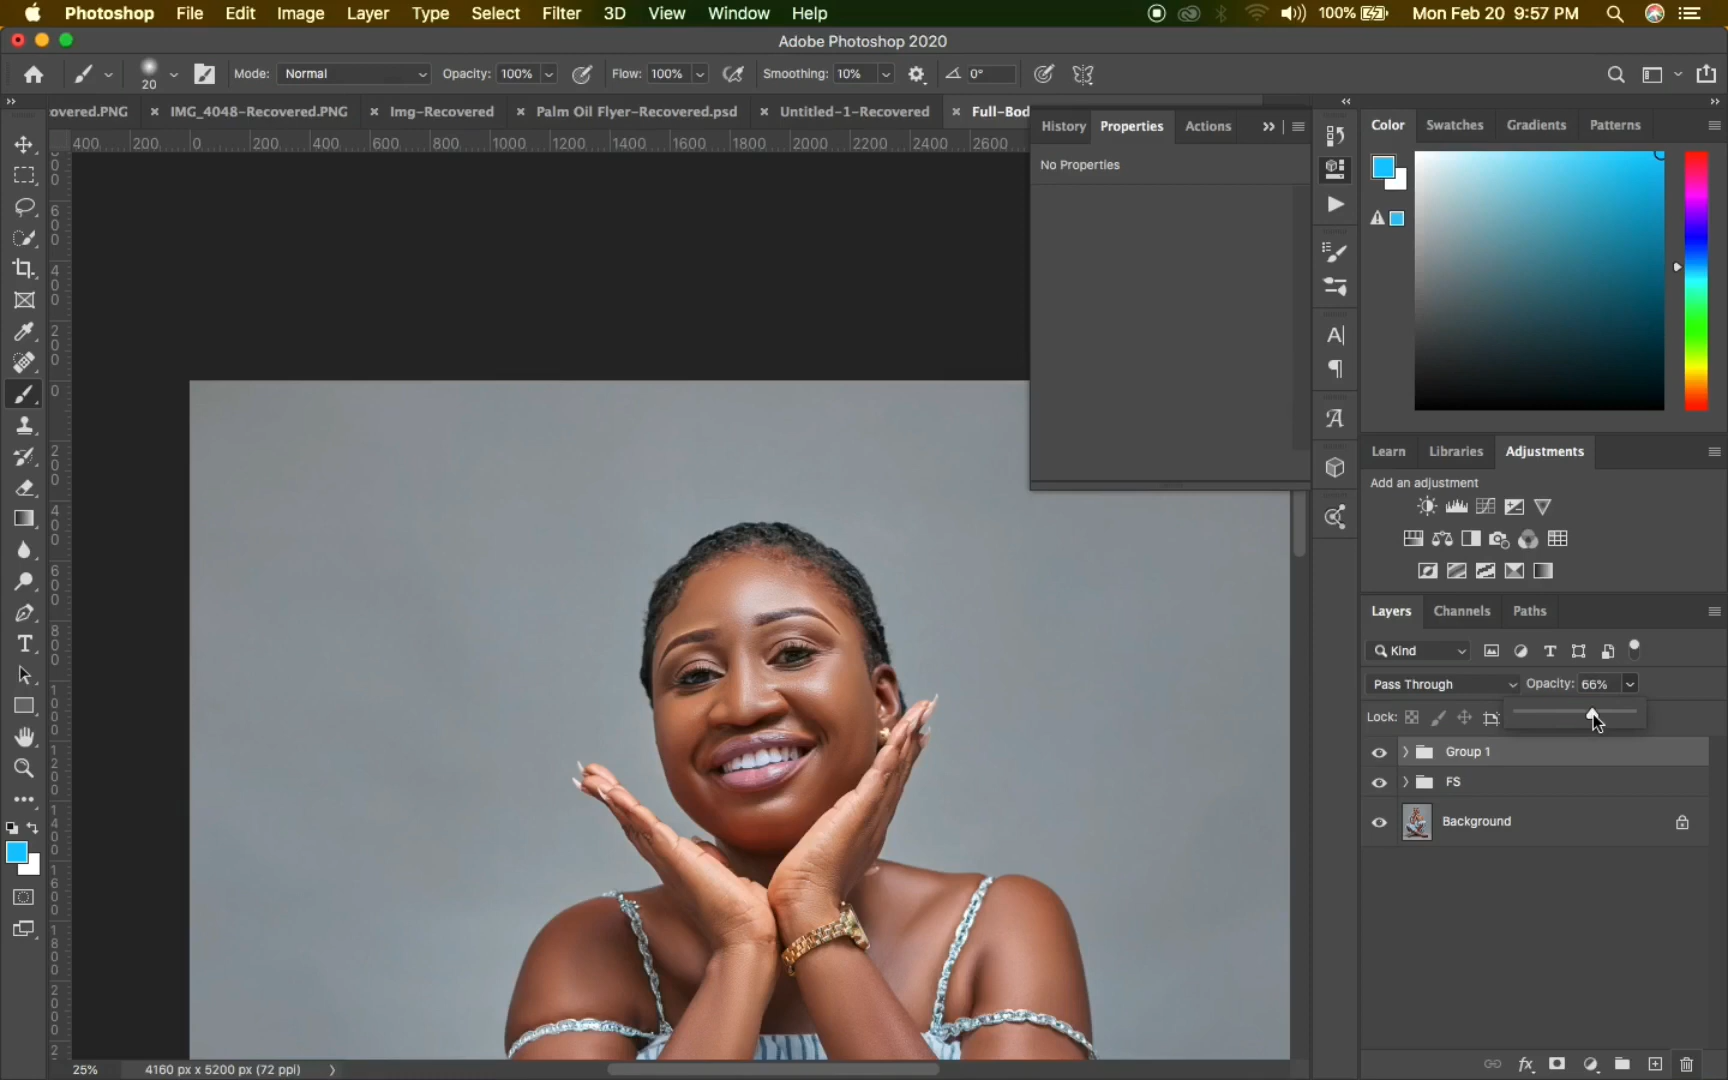 Photoshop File Edit Image Layer Type Select Filter 3D View Window Help 100% Mon Feb 20 9:57 PM
Adobe Photoshop 2020
20 Mode: Normal Opacity: 100% Flow: 100% Smoothing: 10% 0°
overed.PNG × IMG_4048-Recovered.PNG × Img-Recovered × Palm Oil Flyer-Recovered.psd × Untitled-1-Recovered × Full-Bod
400 200 0 200 400 600 800 1000 1200 1400 1600 1800 2000 2200 2400 2600
History Properties Actions
No Properties
Color Swatches Gradients Patterns
Learn Libraries Adjustments
Add an adjustment
Layers Channels Paths
Kind
Pass Through Opacity: 66%
Lock:
Group 1
FS
Background
25% 4160 px x 5200 px (72 ppi)